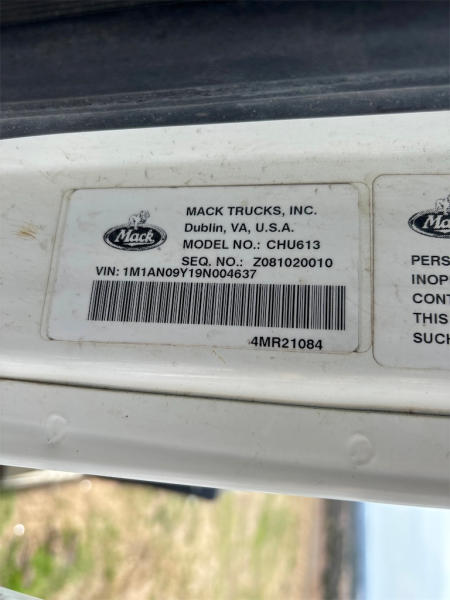 Mack
MACK TRUCKS, INC.
Dublin, VA, U.S.A.
MODEL NO.: CHU613
SEQ. NO.: Z081020010
VIN: 1M1AN09Y19N004637
4MR21084
Mack
PERS
INOP
CONT
THIS
SUCH